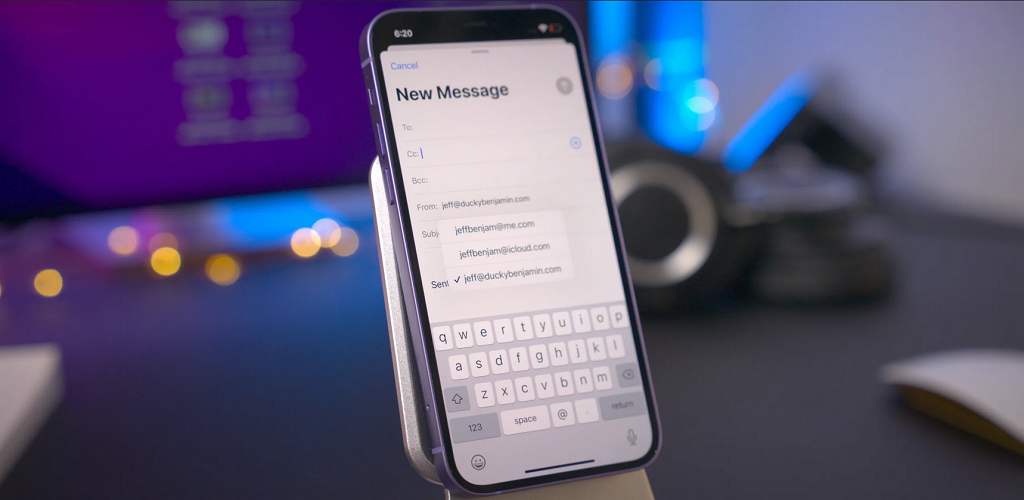 6:20
Cancel
New Message
To:
Cc:
Bcc:
From: jeff@duckybenjamin.com
Subj
jeffbenjam@me.com
jeffbenjam@icloud.com
✓ jeff@duckybenjamin.com
Sent
q w e r t y u i o p
a s d f g h j k l
z x c v b n m
123 space @ . return